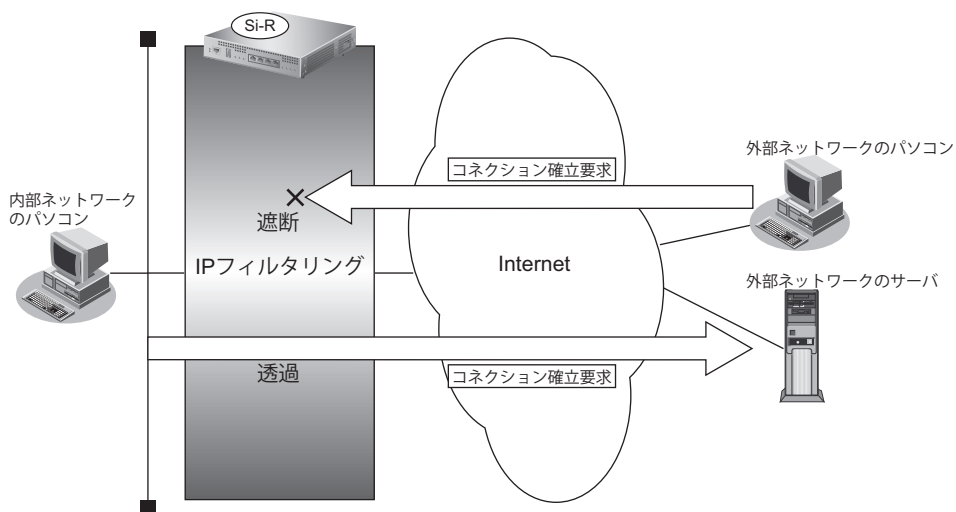 Si-R
外部ネットワークのパソコン
コネクション確立要求
内部ネットワーク
のパソコン
遮断
IPフィルタリング
Internet
外部ネットワークのサーバ
透過
コネクション確立要求